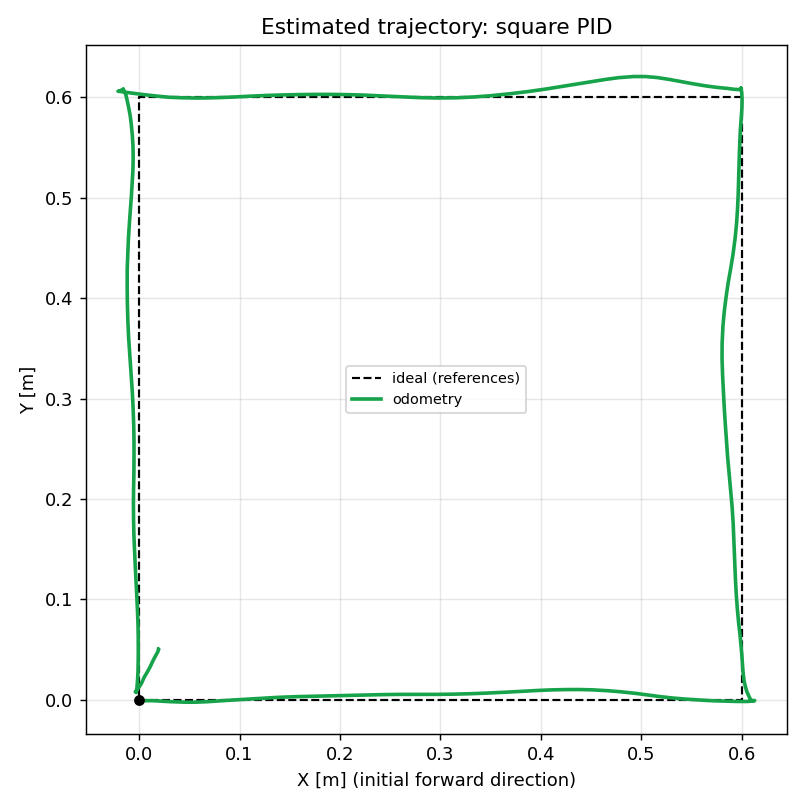 Estimated trajectory: square PID
Y [m]
0.6
0.5
0.4
0.3
0.2
0.1
0.0
ideal (references)
odometry
0.0 0.1 0.2 0.3 0.4 0.5 0.6
X [m] (initial forward direction)